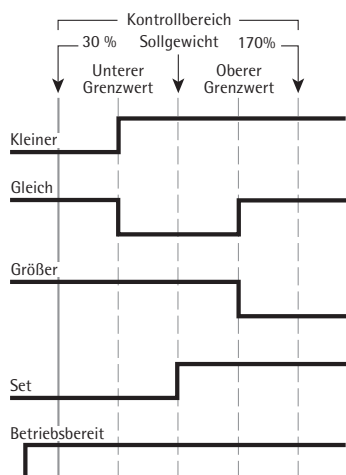 Kontrollbereich
30 % Sollgewicht 170%
Unterer Oberer
Grenzwert Grenzwert
Kleiner
Gleich
Größer
Set
Betriebsbereit